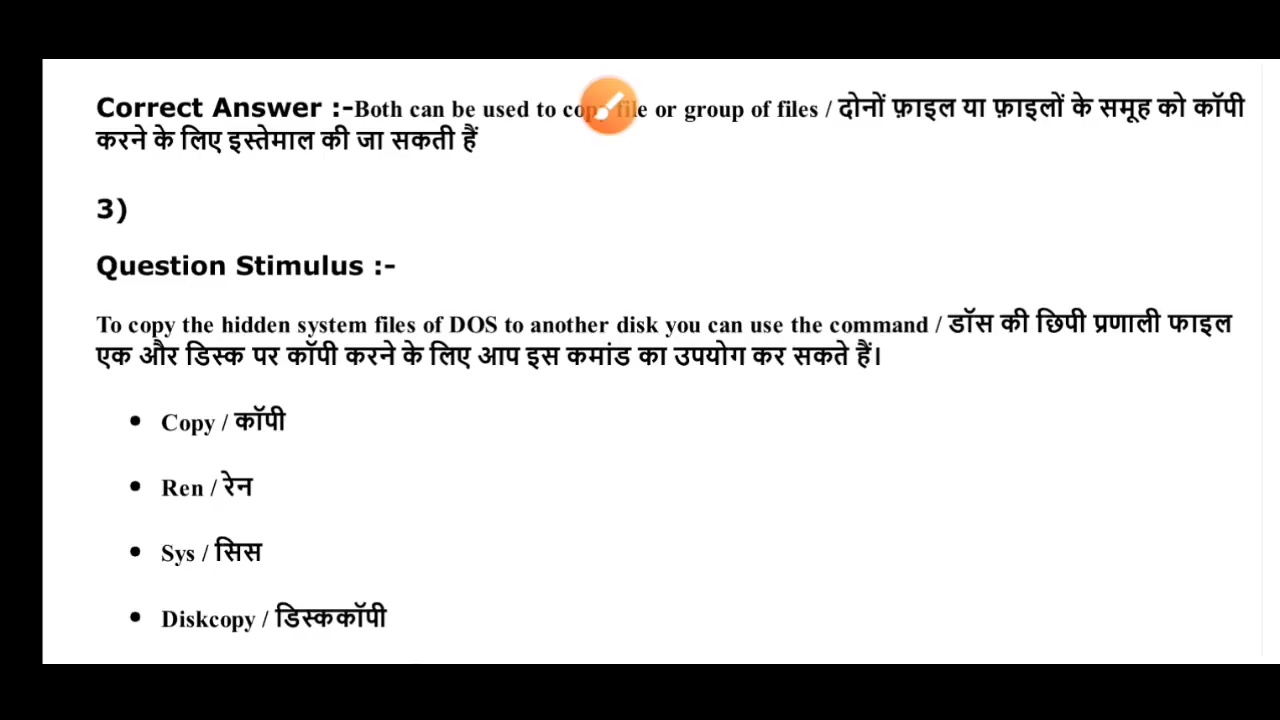 Correct Answer :-Both can be used to copy file or group of files / दोनों फ़ाइल या फ़ाइलों के समूह को कॉपी
करने के लिए इस्तेमाल की जा सकती हैं
3)
Question Stimulus :-
To copy the hidden system files of DOS to another disk you can use the command / डॉस की छिपी प्रणाली फाइल
एक और डिस्क पर कॉपी करने के लिए आप इस कमांड का उपयोग कर सकते हैं।
• Copy / कॉपी
• Ren / रेन
• Sys / सिस
• Diskcopy / डिस्ककॉपी